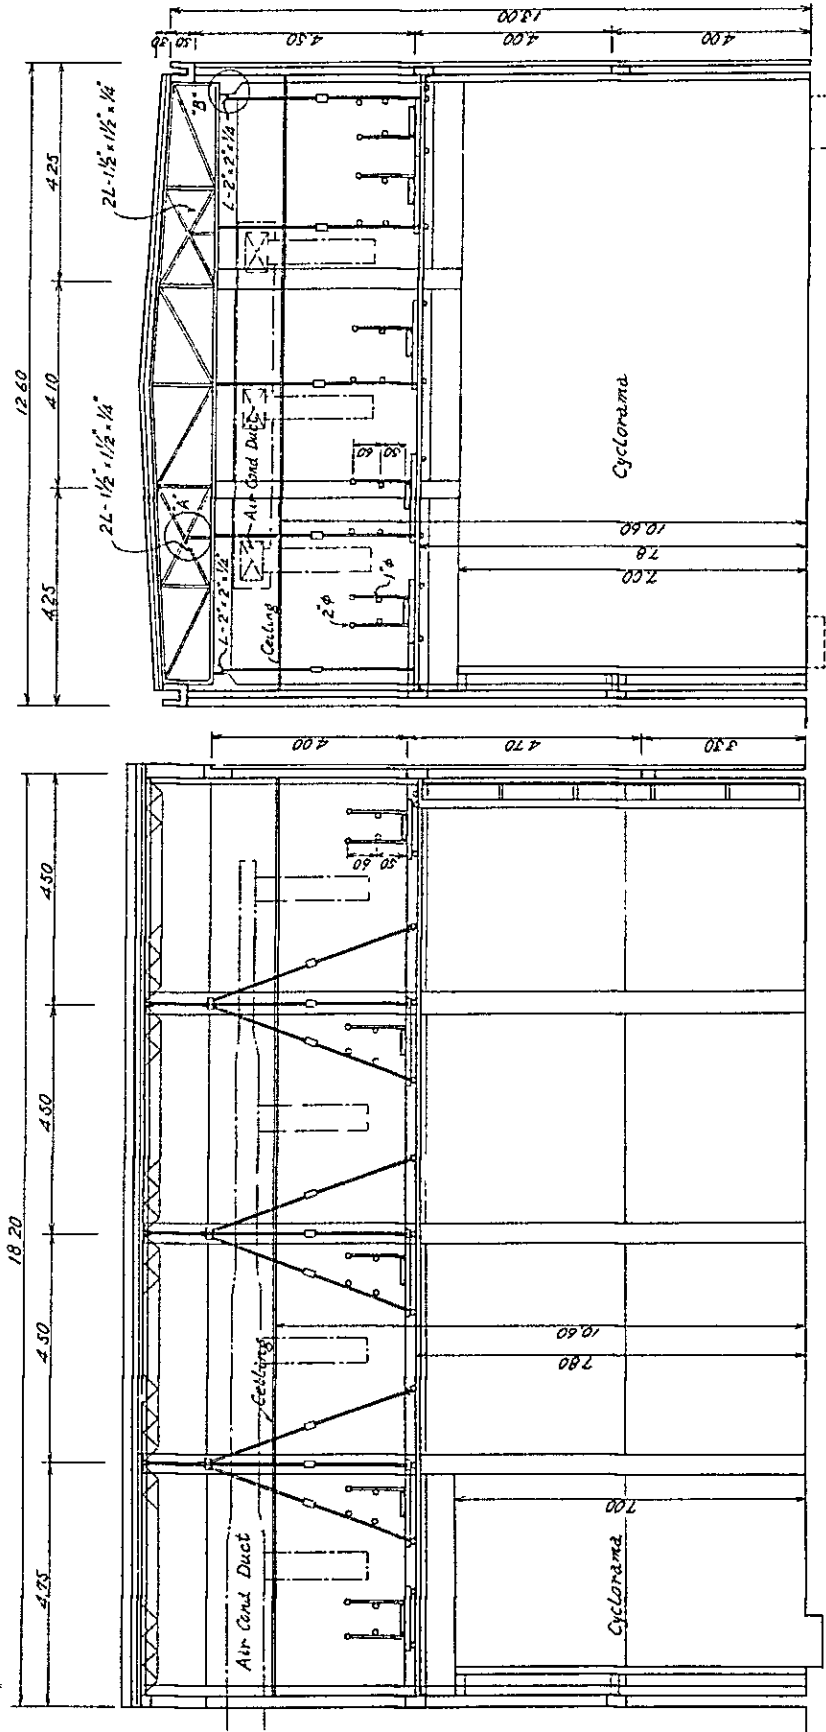 18.20
4.75
4.50
4.50
4.50
Air Cond Duct
Ceiling
60
50
7.00
7.80
10.60
4.00
4.70
3.30
Cyclorama
12.60
4.25
4.10
4.25
2L-1½"×1½"×¼"
2L-1½"×1½"×¼"
"A"
"B"
L-2"×2"×¼"
L-2"×2"×¼"
Ceiling
Air Cond Duct
2"φ
1"φ
60
50
7.00
7.8
10.60
Cyclorama
30
50
4.50
4.00
4.00
13.00